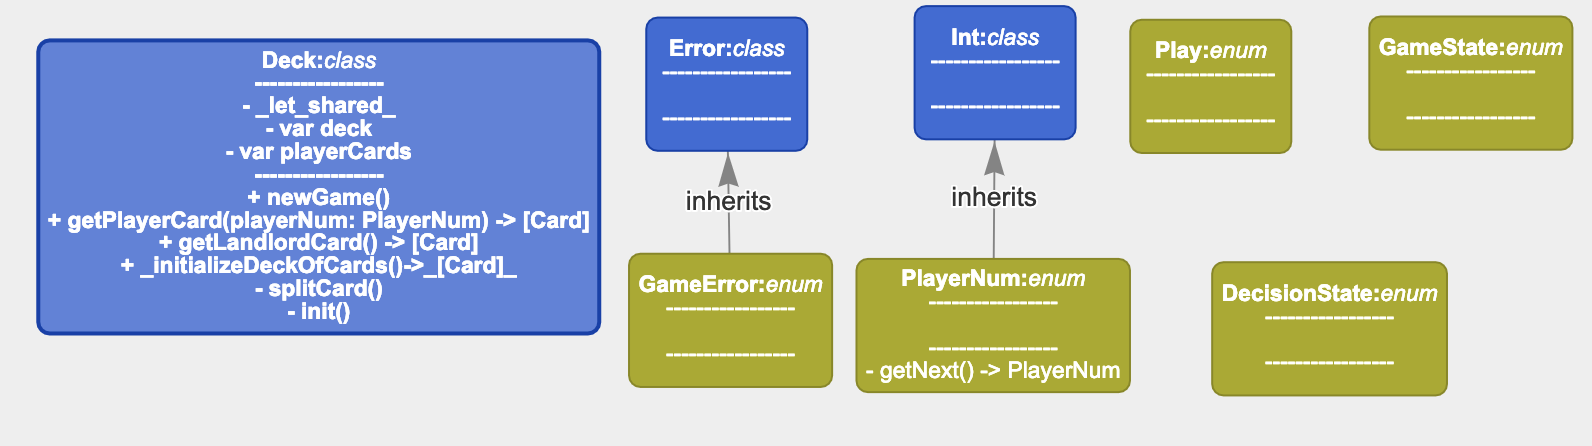 Deck:class
-----------------
- _let_shared_
- var deck
- var playerCards
-----------------
+ newGame()
+ getPlayerCard(playerNum: PlayerNum) -> [Card]
+ getLandlordCard() -> [Card]
+ _initializeDeckOfCards()->_[Card]_
- splitCard()
- init()
Error:class
-----------------
-----------------
inherits
GameError:enum
-----------------
-----------------
Int:class
-----------------
-----------------
inherits
PlayerNum:enum
-----------------
-----------------
- getNext() -> PlayerNum
Play:enum
-----------------
-----------------
GameState:enum
-----------------
-----------------
DecisionState:enum
-----------------
-----------------